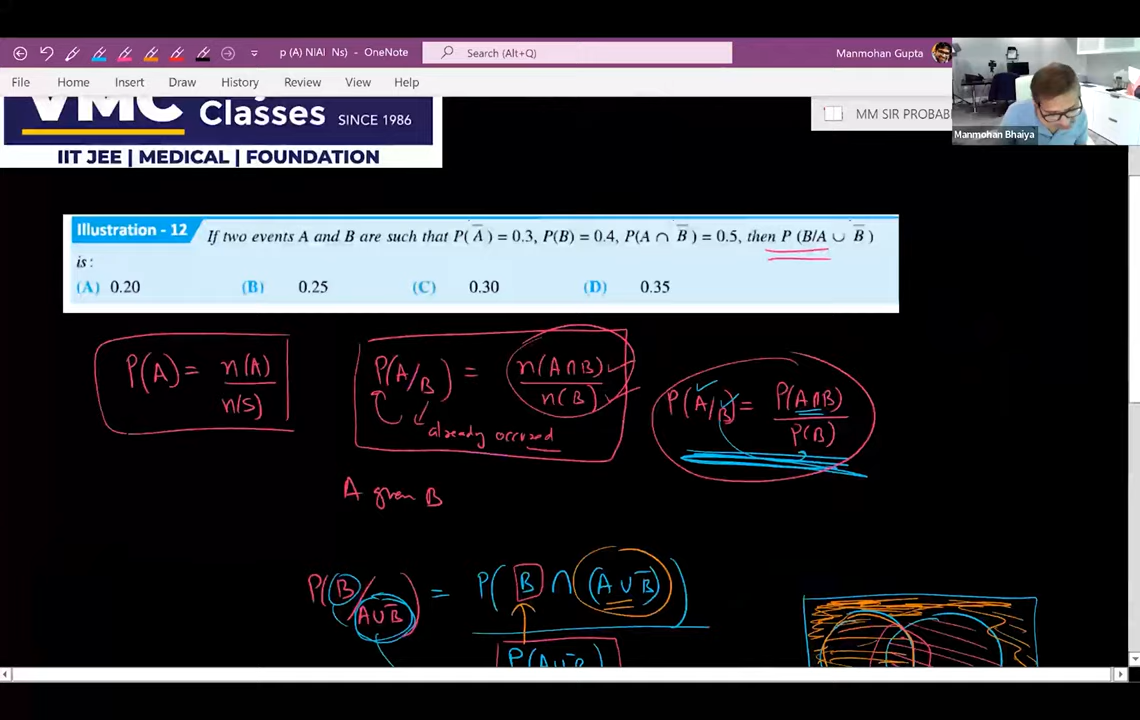 p (A) N(A( Ns) - OneNote
Search (Alt+Q)
Manmohan Gupta
File Home Insert Draw History Review View Help
VMC
Classes SINCE 1986
IIT JEE | MEDICAL | FOUNDATION
MM SIR PROBABI
Manmohan Bhaiya
Illustration - 12 If two events A and B are such that P(A̅) = 0.3, P(B) = 0.4, P(A ∩ B̅) = 0.5, then P (B/A ∪ B̅)
is :
(A) 0.20 (B) 0.25 (C) 0.30 (D) 0.35
P(A) = n(A)/n(S)
P(A/B) = n(A∩B)/n(B)
already occured
P(A/B) = P(A∩B)/P(B)
A given B
P(B/A∪B̅) = P(B ∩ (A∪B̅))
P(A∪B̅)